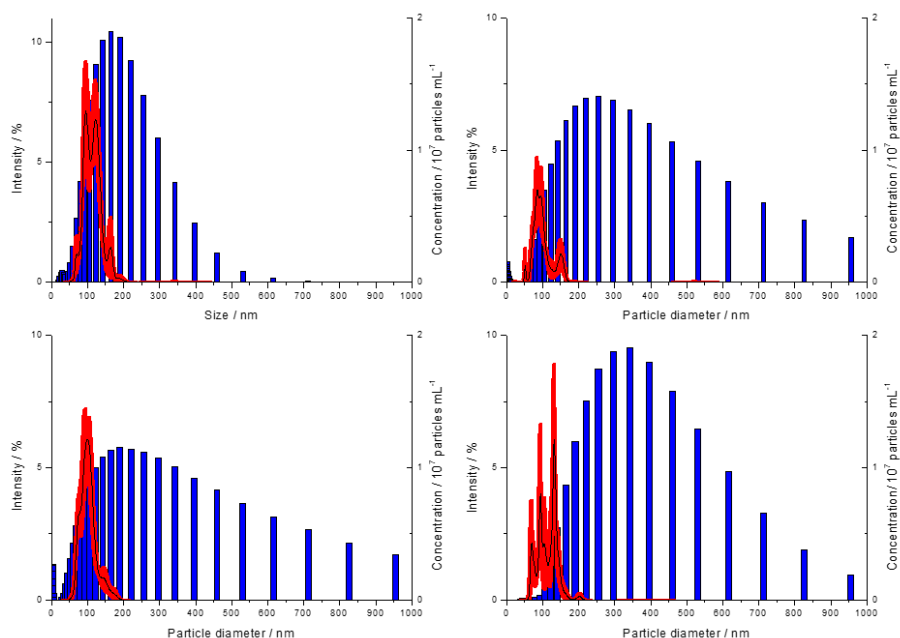 Intensity / %
10
5
0
2
1
0
Concentration / 10⁷ particles mL⁻¹
0 100 200 300 400 500 600 700 800 900 1000
Size / nm
Intensity %
10
5
0
2
1
0
Concentration / 10⁷ particles mL⁻¹
0 100 200 300 400 500 600 700 800 900 1000
Particle diameter / nm
Intensity / %
10
5
0
2
1
0
Concentration / 10⁷ particles mL⁻¹
0 100 200 300 400 500 600 700 800 900 1000
Particle diameter / nm
Intensity / %
10
5
0
2
1
0
Concentration/ 10⁷ particles mL⁻¹
0 100 200 300 400 500 600 700 800 900 1000
Particle diameter / nm